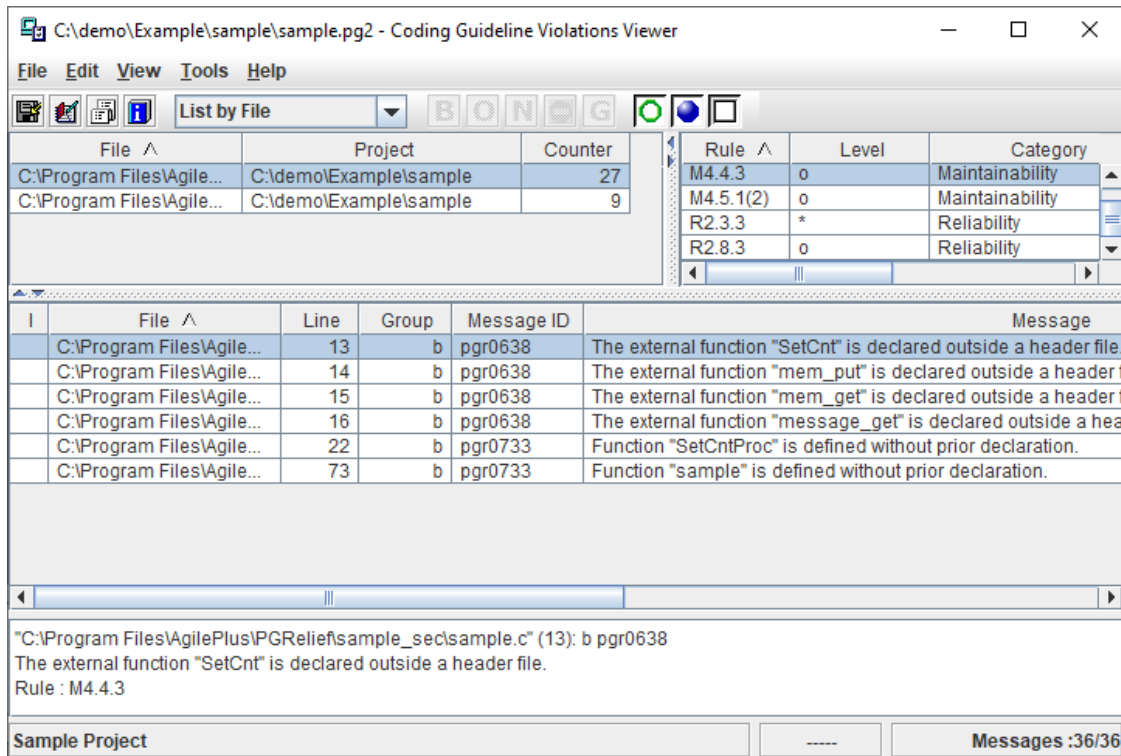 C:\demo\Example\sample\sample.pg2 - Coding Guideline Violations Viewer
File Edit View Tools Help
List by File B O N G
File Project Counter
C:\Program Files\Agile... C:\demo\Example\sample 27
C:\Program Files\Agile... C:\demo\Example\sample 9
Rule Level Category
M4.4.3 o Maintainability
M4.5.1(2) o Maintainability
R2.3.3 * Reliability
R2.8.3 o Reliability
I File Line Group Message ID Message
C:\Program Files\Agile... 13 b pgr0638 The external function "SetCnt" is declared outside a header file.
C:\Program Files\Agile... 14 b pgr0638 The external function "mem_put" is declared outside a header
C:\Program Files\Agile... 15 b pgr0638 The external function "mem_get" is declared outside a header
C:\Program Files\Agile... 16 b pgr0638 The external function "message_get" is declared outside a hea
C:\Program Files\Agile... 22 b pgr0733 Function "SetCntProc" is defined without prior declaration.
C:\Program Files\Agile... 73 b pgr0733 Function "sample" is defined without prior declaration.
"C:\Program Files\AgilePlus\PGRelief\sample_sec\sample.c" (13): b pgr0638
The external function "SetCnt" is declared outside a header file.
Rule : M4.4.3
Sample Project ----- Messages :36/36